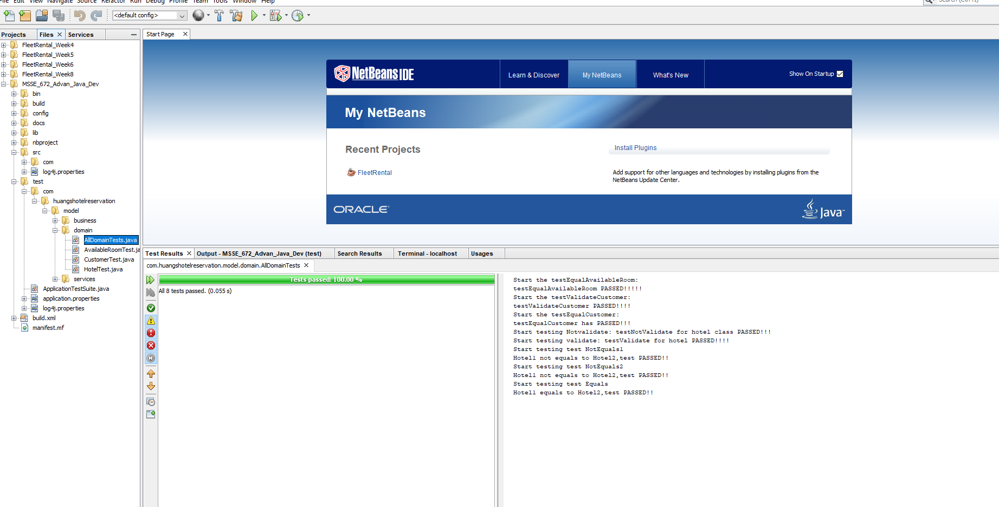 File Edit View Navigate Source Refactor Run Debug Profile Team Tools Window Help
Search (Ctrl+I)
<default config>
Projects Files Services
Start Page
FleetRental_Week4
FleetRental_Week5
FleetRental_Week6
FleetRental_Week8
MSSE_672_Advan_Java_Dev
bin
build
config
docs
lib
nbproject
src
com
log4j.properties
test
com
huangshotelreservation
model
business
domain
AllDomainTests.java
AvailableRoomTest.ja
CustomerTest.java
HotelTest.java
services
ApplicationTestSuite.java
application.properties
log4j.properties
build.xml
manifest.mf
NetBeans IDE
Learn & Discover
My NetBeans
What's New
Show On Startup
My NetBeans
Recent Projects
FleetRental
Install Plugins
Add support for other languages and technologies by installing plugins from the
NetBeans Update Center.
ORACLE
Java
Test Results
Output - MSSE_672_Advan_Java_Dev (test)
Search Results
Terminal - localhost
Usages
com.huangshotelreservation.model.domain.AllDomainTests
Tests passed: 100.00 %
All 8 tests passed. (0.055 s)
Start the testEqualAvailableRoom:
testEqualAvailableRoom PASSED!!!!!
Start the testValidateCustomer:
testValidateCustomer PASSED!!!!
Start the testEqualCustomer:
testEqualCustomer has PASSED!!!
Start testing Notvalidate: testNotValidate for hotel class PASSED!!!
Start testing validate: testValidate for hotel PASSED!!!!
Start testing test NotEquals1
Hotel1 not equals to Hotel2,test PASSED!!
Start testing test NotEquals2
Hotel1 not equals to Hotel2,test PASSED!!
Start testing test Equals
Hotel1 equals to Hotel2,test PASSED!!